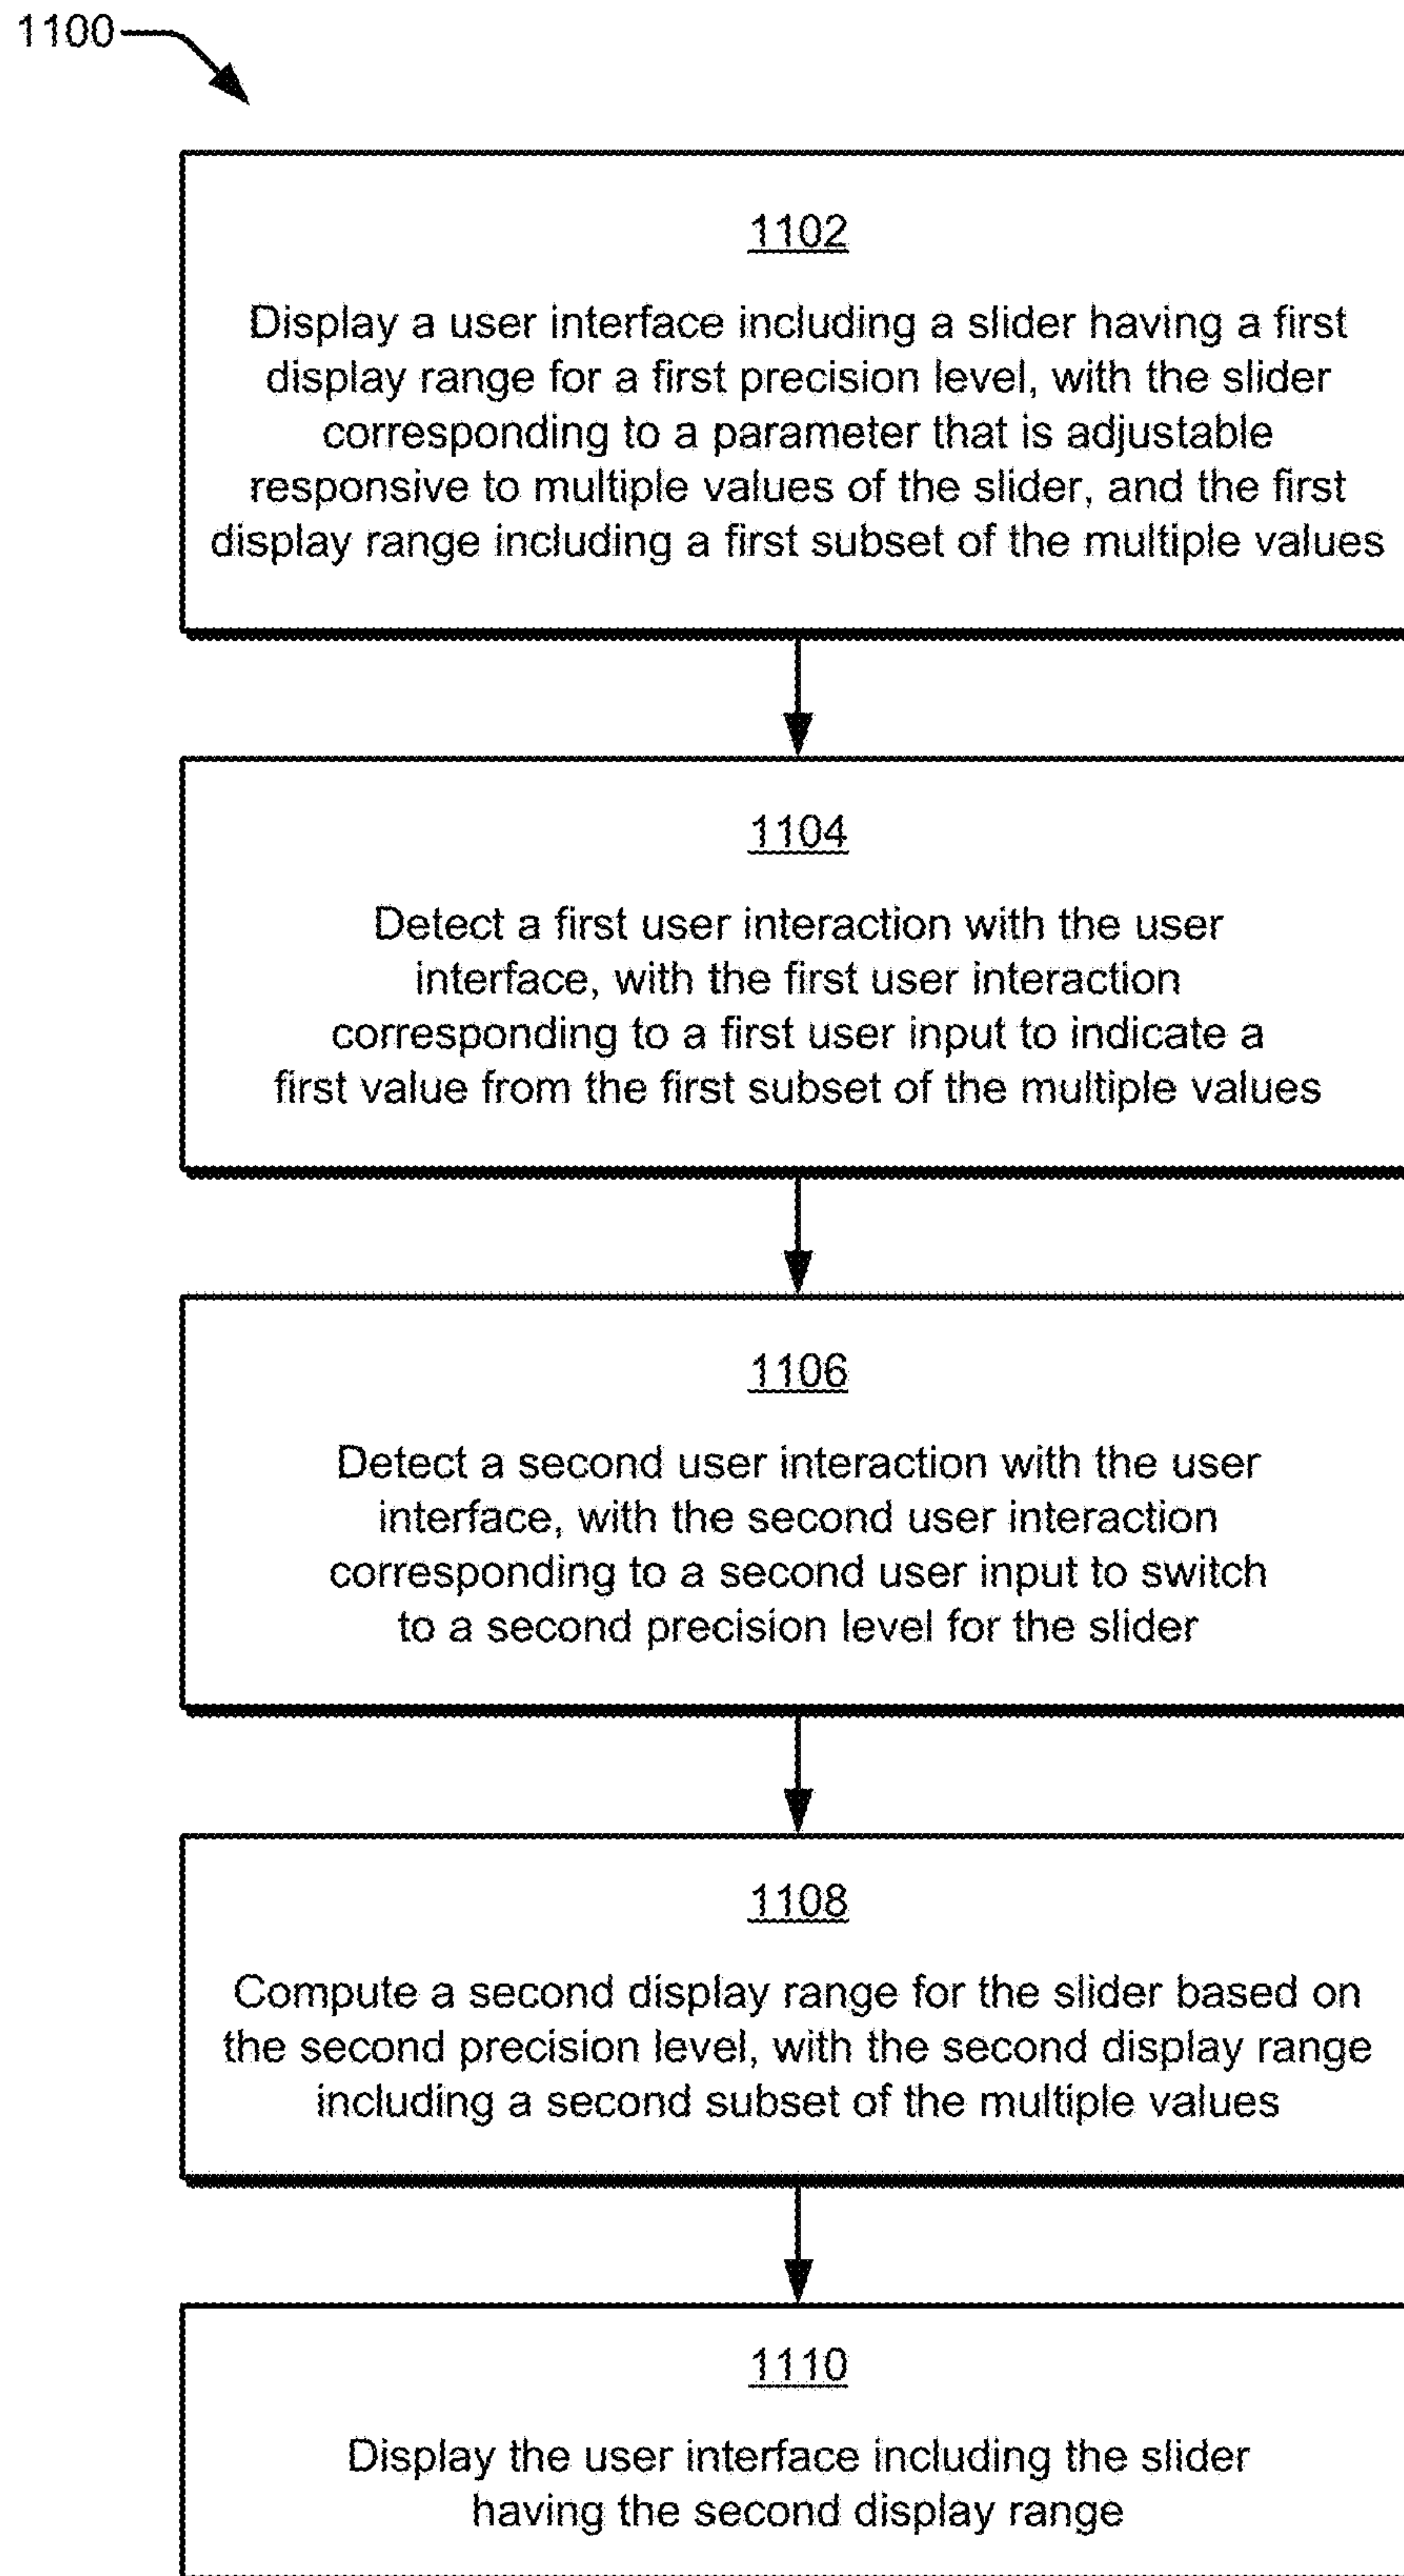 1100
1102
Display a user interface including a slider having a first
display range for a first precision level, with the slider
corresponding to a parameter that is adjustable
responsive to multiple values of the slider, and the first
display range including a first subset of the multiple values
1104
Detect a first user interaction with the user
interface, with the first user interaction
corresponding to a first user input to indicate a
first value from the first subset of the multiple values
1106
Detect a second user interaction with the user
interface, with the second user interaction
corresponding to a second user input to switch
to a second precision level for the slider
1108
Compute a second display range for the slider based on
the second precision level, with the second display range
including a second subset of the multiple values
1110
Display the user interface including the slider
having the second display range